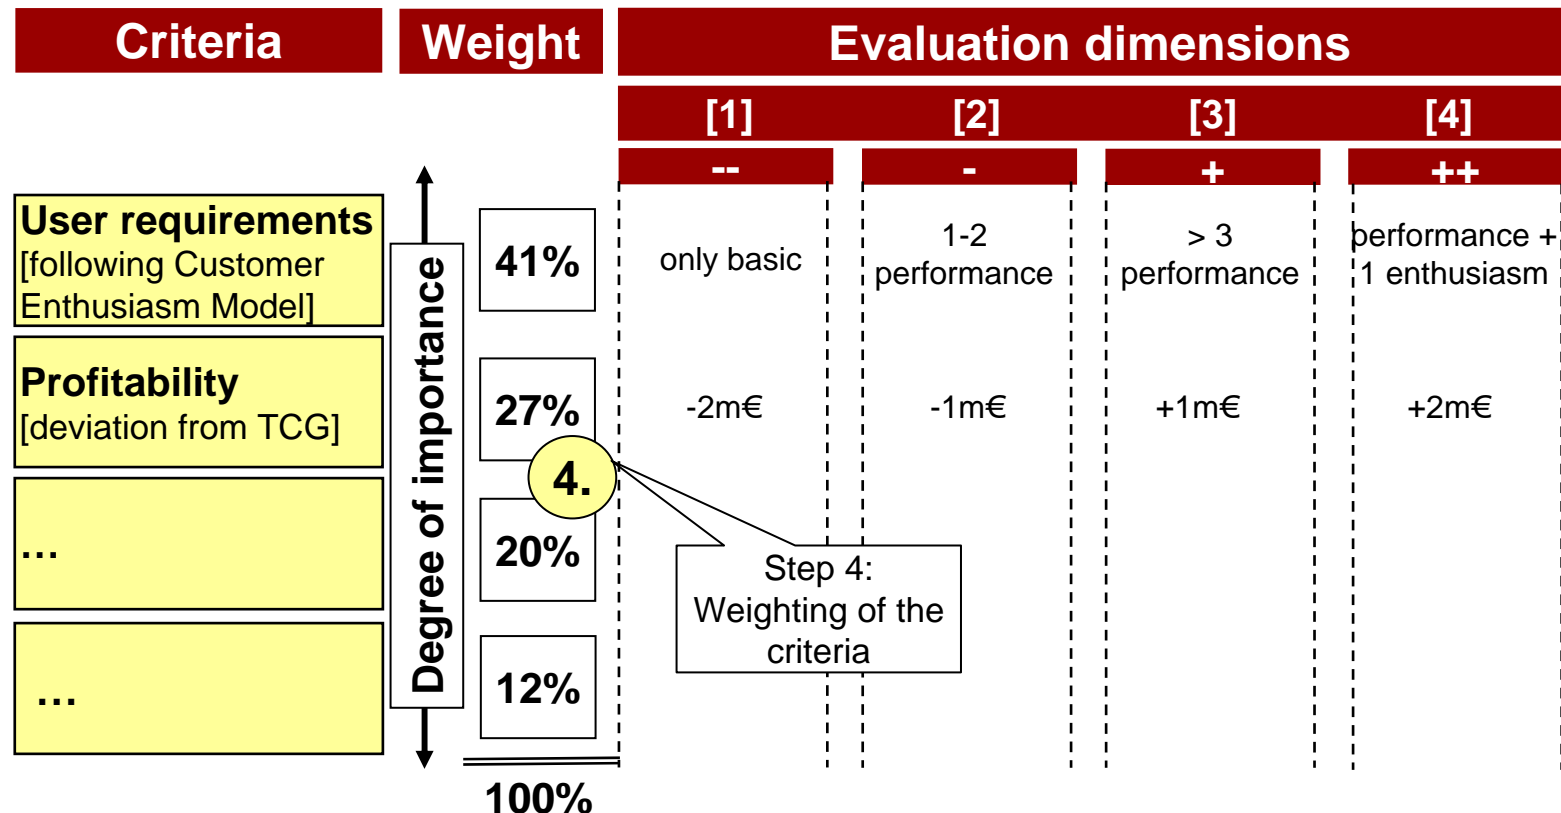 Criteria
Weight
Evaluation dimensions
[1]
[2]
[3]
[4]
--
-
+
++
User requirements
[following Customer
Enthusiasm Model]
Degree of importance
41%
only basic
1-2
performance
> 3
performance
performance +
1 enthusiasm
Profitability
[deviation from TCG]
27%
-2m€
-1m€
+1m€
+2m€
4.
...
20%
Step 4:
Weighting of the
criteria
...
12%
100%